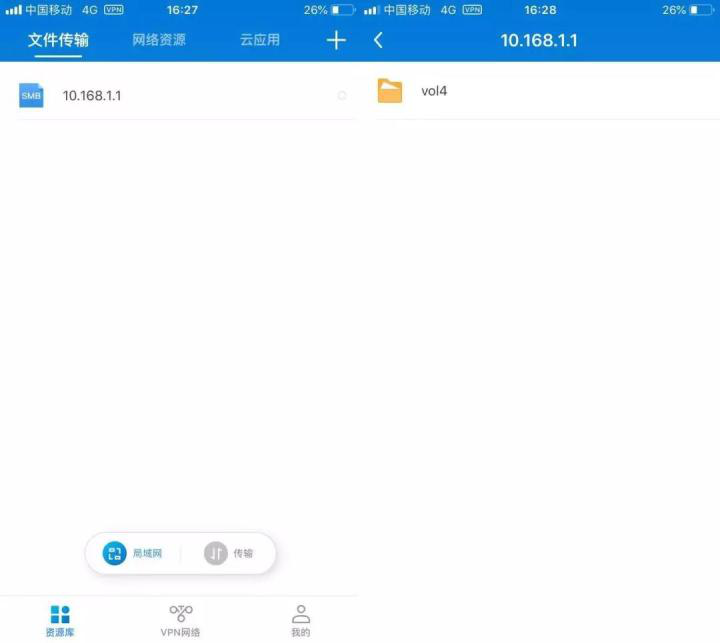 中国移动 4G VPN 16:27 26%
文件传输 网络资源 云应用
SMB 10.168.1.1
局域网 传输
资源库 VPN网络 我的
中国移动 4G VPN 16:28 26%
10.168.1.1
vol4